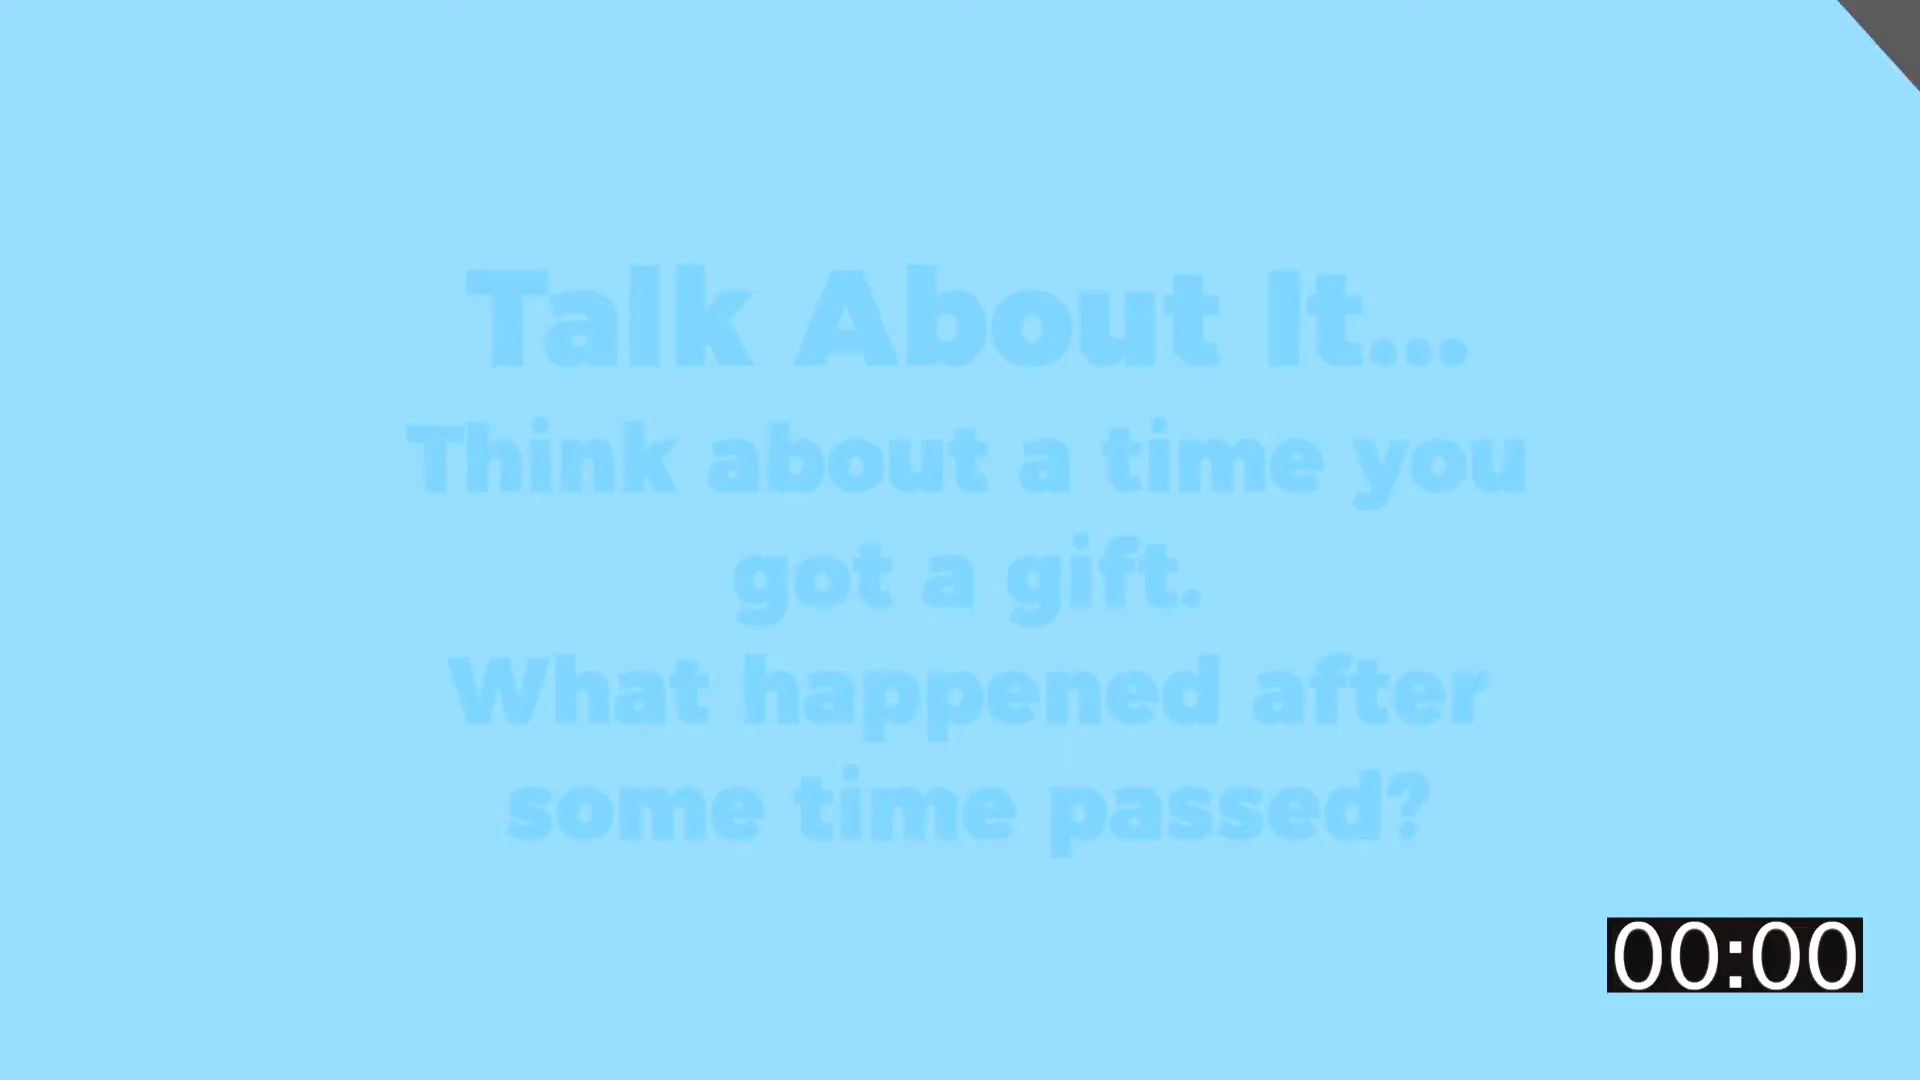 Talk About It...
Think about a time you
got a gift.
What happened after
some time passed?
00:00